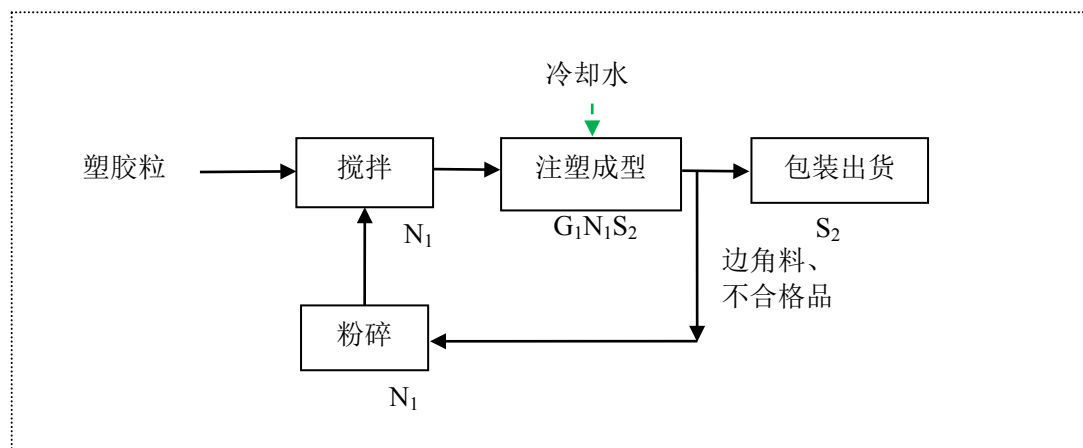 冷却水
塑胶粒
搅拌
注塑成型
包装出货
N₁
G₁N₁S₂
S₂
边角料、
不合格品
粉碎
N₁